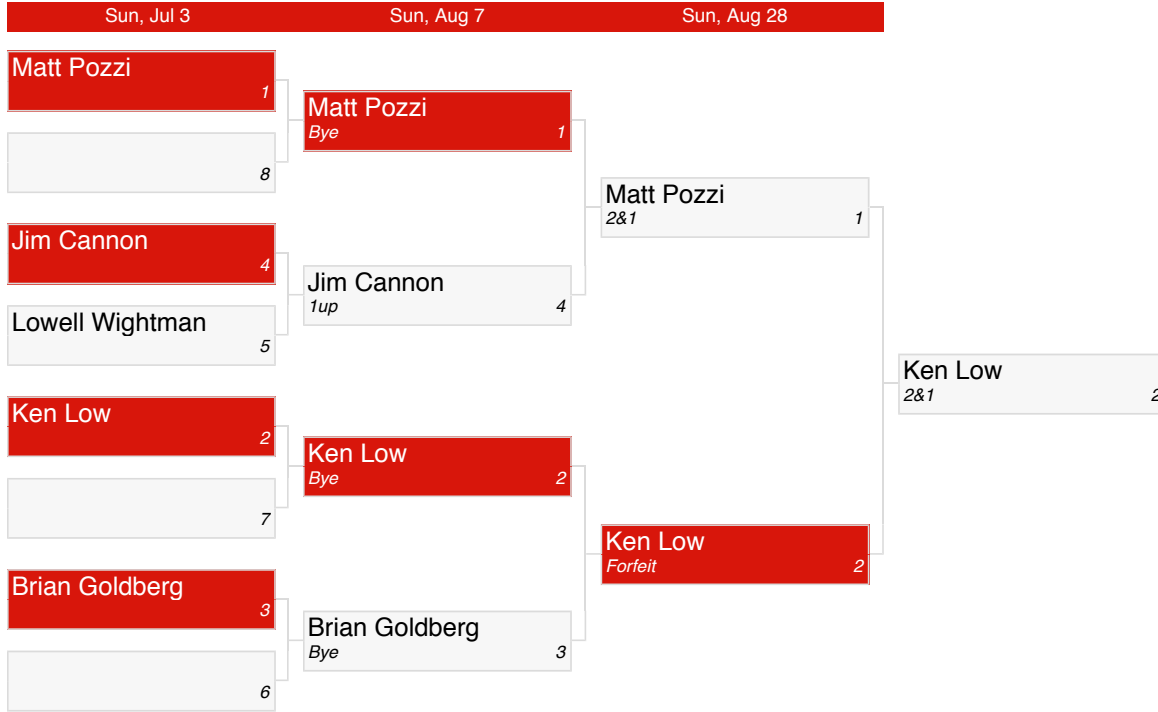 Sun, Jul 3
Sun, Aug 7
Sun, Aug 28
Matt Pozzi
1
8
Jim Cannon
4
Lowell Wightman
5
Ken Low
2
7
Brian Goldberg
3
6
Matt Pozzi
Bye 1
Jim Cannon
1up 4
Ken Low
Bye 2
Brian Goldberg
Bye 3
Matt Pozzi
2&1 1
Ken Low
Forfeit 2
Ken Low
2&1 2